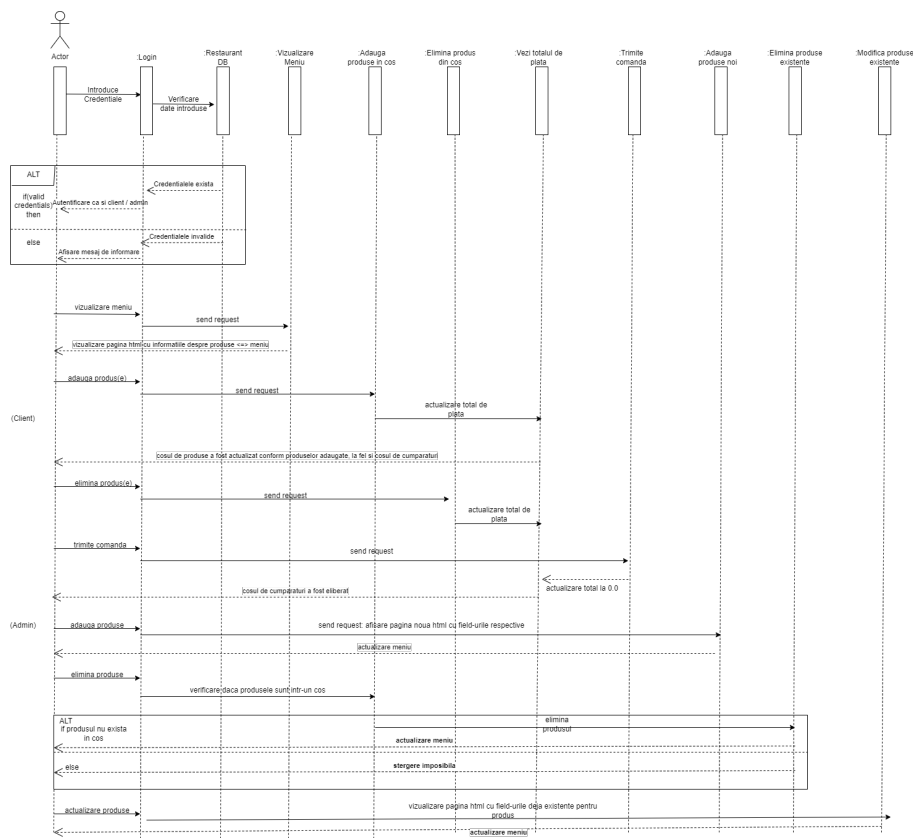 Actor
:Login
:Restaurant
DB
:Vizualizare
Meniu
:Adauga
produse in cos
:Elimina produs
din cos
:Vezi totalul de
plata
:Trimite
comanda
:Adauga
produse noi
:Elimina produse
existente
:Modifica produse
existente
Introduce
Credentiale
Verificare
date introduse
ALT
Credentialele exista
if(valid
credentials)
then
Autentificare ca si client / admin
else
Credentialele invalide
Afisare mesaj de informare
vizualizare meniu
send request
vizualizare pagina html cu informatiile despre produse <=> meniu
adauga produs(e)
send request
actualizare total de
plata
(Client)
cosul de produse a fost actualizat conform produselor adaugate, la fel si cosul de cumparaturi
elimina produs(e)
send request
actualizare total de
plata
trimite comanda
send request
actualizare total la 0.0
cosul de cumparaturi a fost eliberat
(Admin)
adauga produse
send request: afisare pagina noua html cu field-urile respective
actualizare meniu
elimina produse
verificare daca produsele sunt intr-un cos
ALT
if produsul nu exista
in cos
elimina
produsul
actualizare meniu
else
stergere imposibila
actualizare produse
vizualizare pagina html cu field-urile deja existente pentru
produs
actualizare meniu